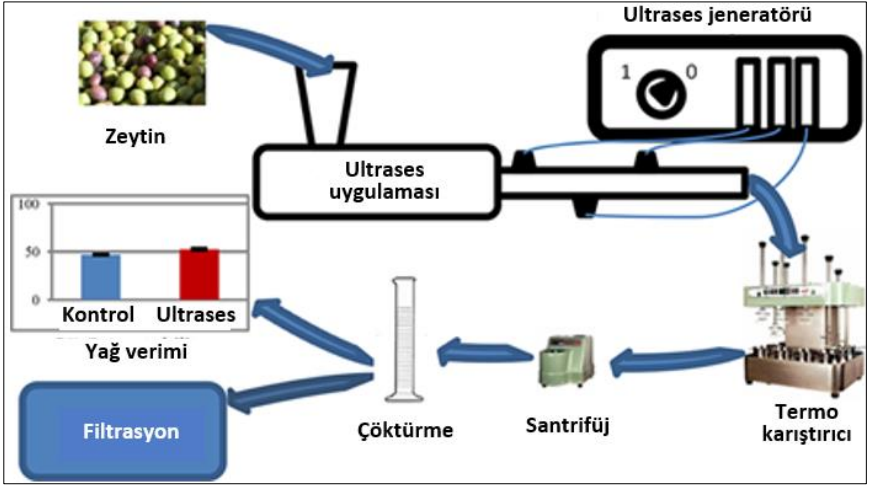 Ultrases jeneratörü
1
0
Zeytin
Ultrases
uygulaması
100
50
0
Kontrol
Ultrases
Yağ verimi
Filtrasyon
Çöktürme
Santrifüj
Termo
karıştırıcı